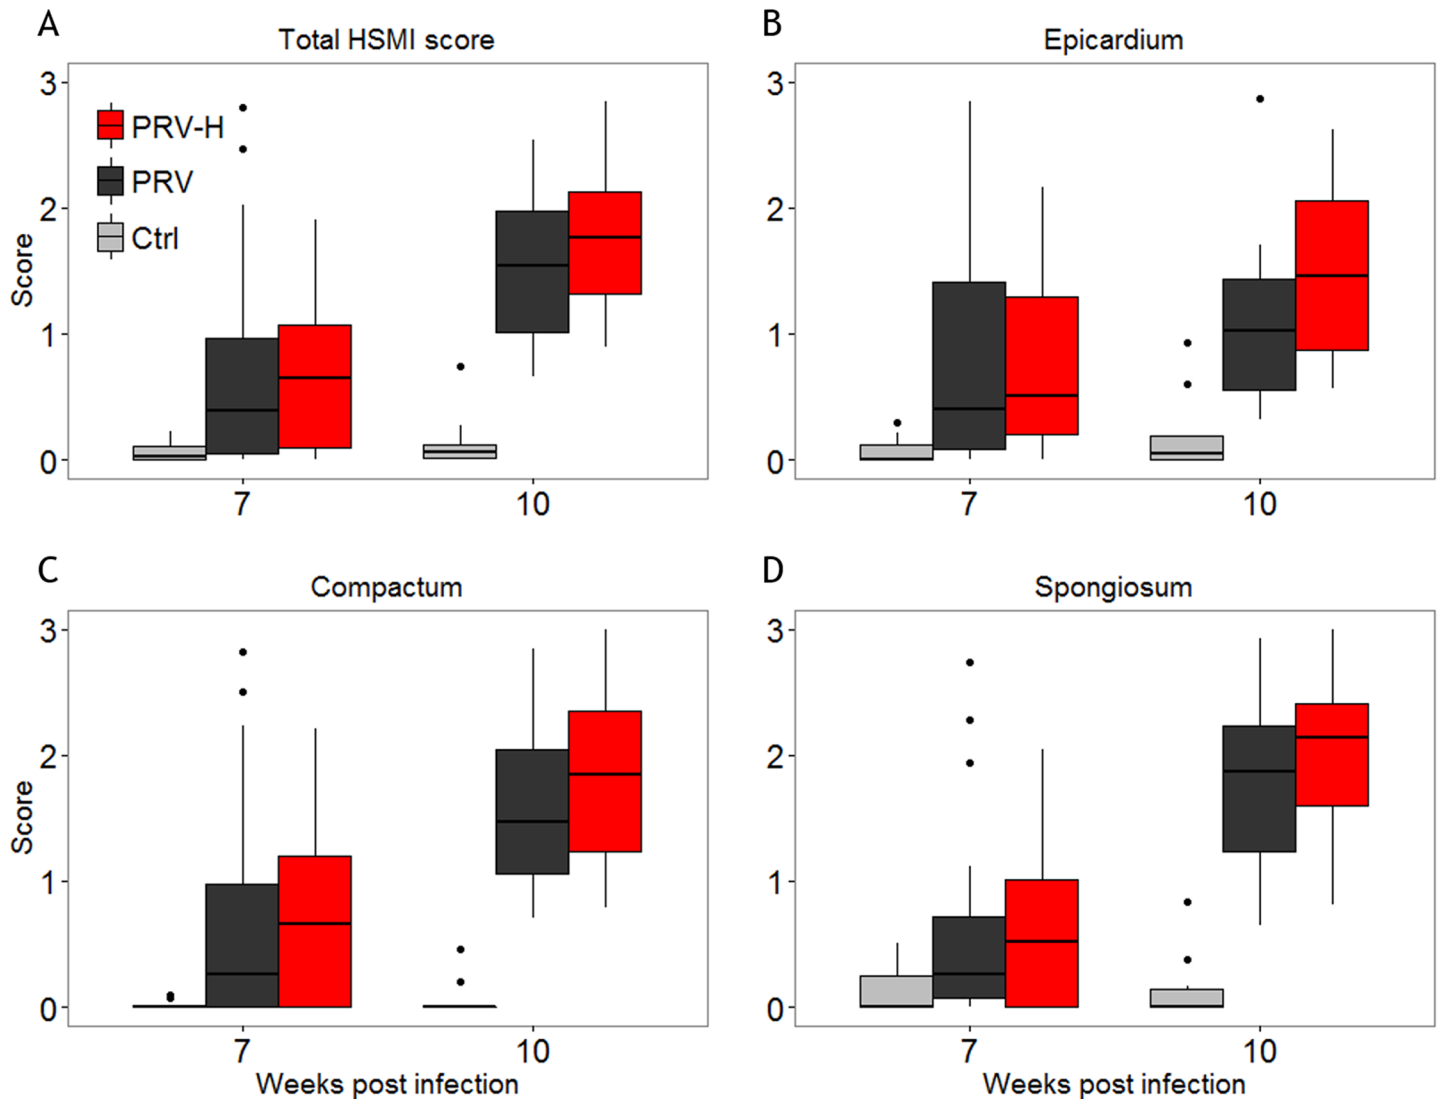 A
Total HSMI score
3
2
1
0
Score
PRV-H
PRV
Ctrl
7
10
B
Epicardium
3
2
1
0
7
10
C
Compactum
3
2
1
0
Score
7
10
Weeks post infection
D
Spongiosum
3
2
1
0
7
10
Weeks post infection